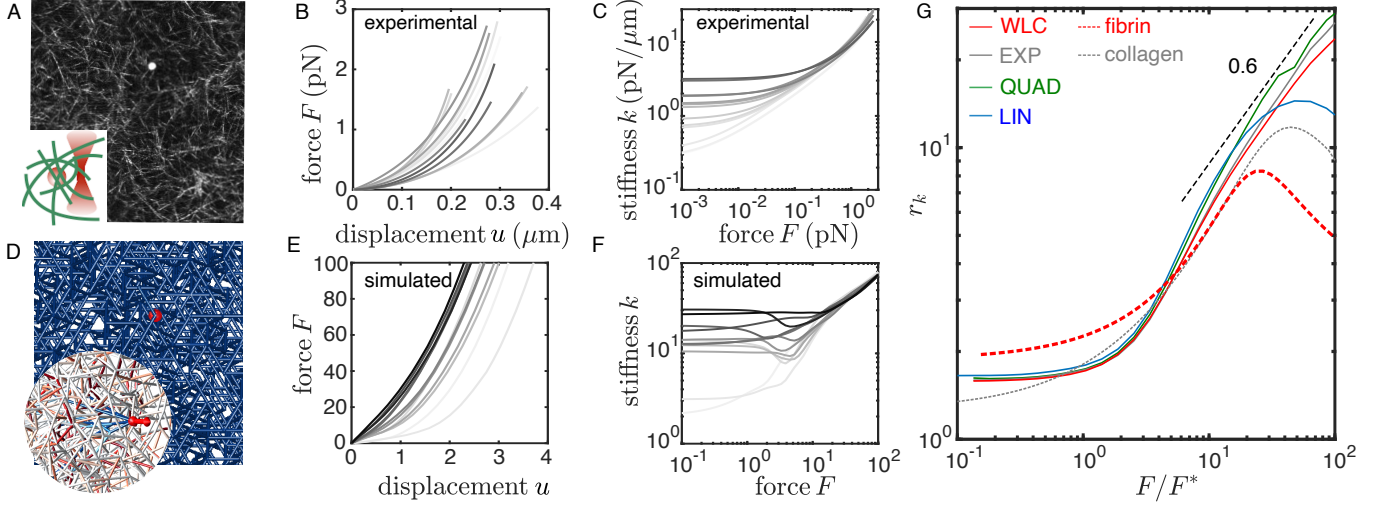 A
B
3
2
1
0
experimental
force F (pN)
0 0.1 0.2 0.3 0.4
displacement u (μm)
C
10^1
10^0
10^-1
experimental
stiffness k (pN/μm)
10^-3 10^-2 10^-1 10^0
force F (pN)
D
E
100
80
60
40
20
0
simulated
force F
0 1 2 3 4
displacement u
F
10^2
10^1
10^0
simulated
stiffness k
10^-1 10^0 10^1 10^2
force F
G
WLC
EXP
QUAD
LIN
fibrin
collagen
0.6
10^1
10^0
r_k
10^-1 10^0 10^1 10^2
F/F*